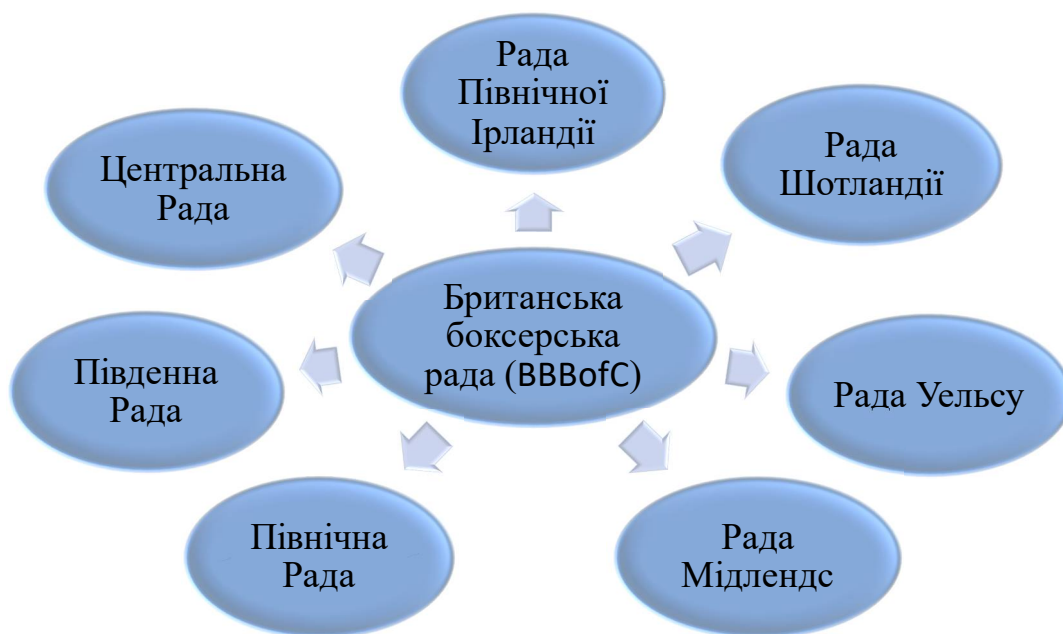 Рада
Північної
Ірландії
Центральна
Рада
Рада
Шотландії
Британська
боксерська
рада (BBBofC)
Південна
Рада
Рада Уельсу
Північна
Рада
Рада
Мідлендс